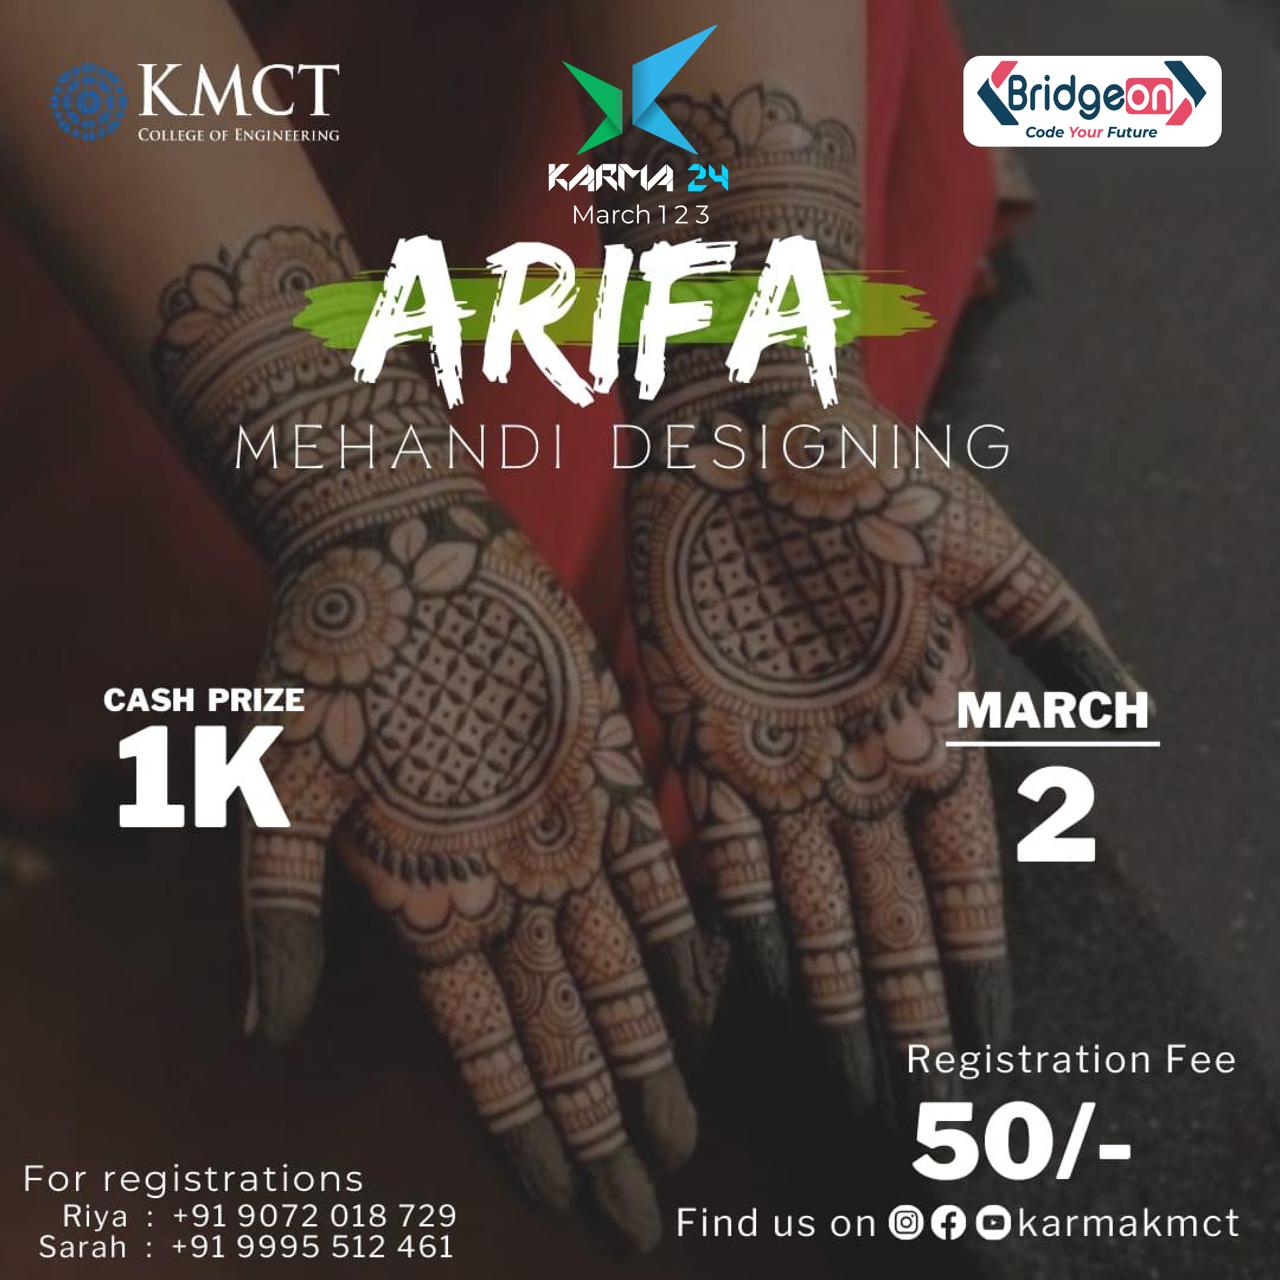 KMCT
COLLEGE OF ENGINEERING
KARMA 24
March 1 2 3
Bridgeon
Code Your Future
ARIFA
MEHANDI DESIGNING
CASH PRIZE
1K
MARCH
2
Registration Fee
50/-
For registrations
Riya : +91 9072 018 729
Sarah : +91 9995 512 461
Find us on karmakmct